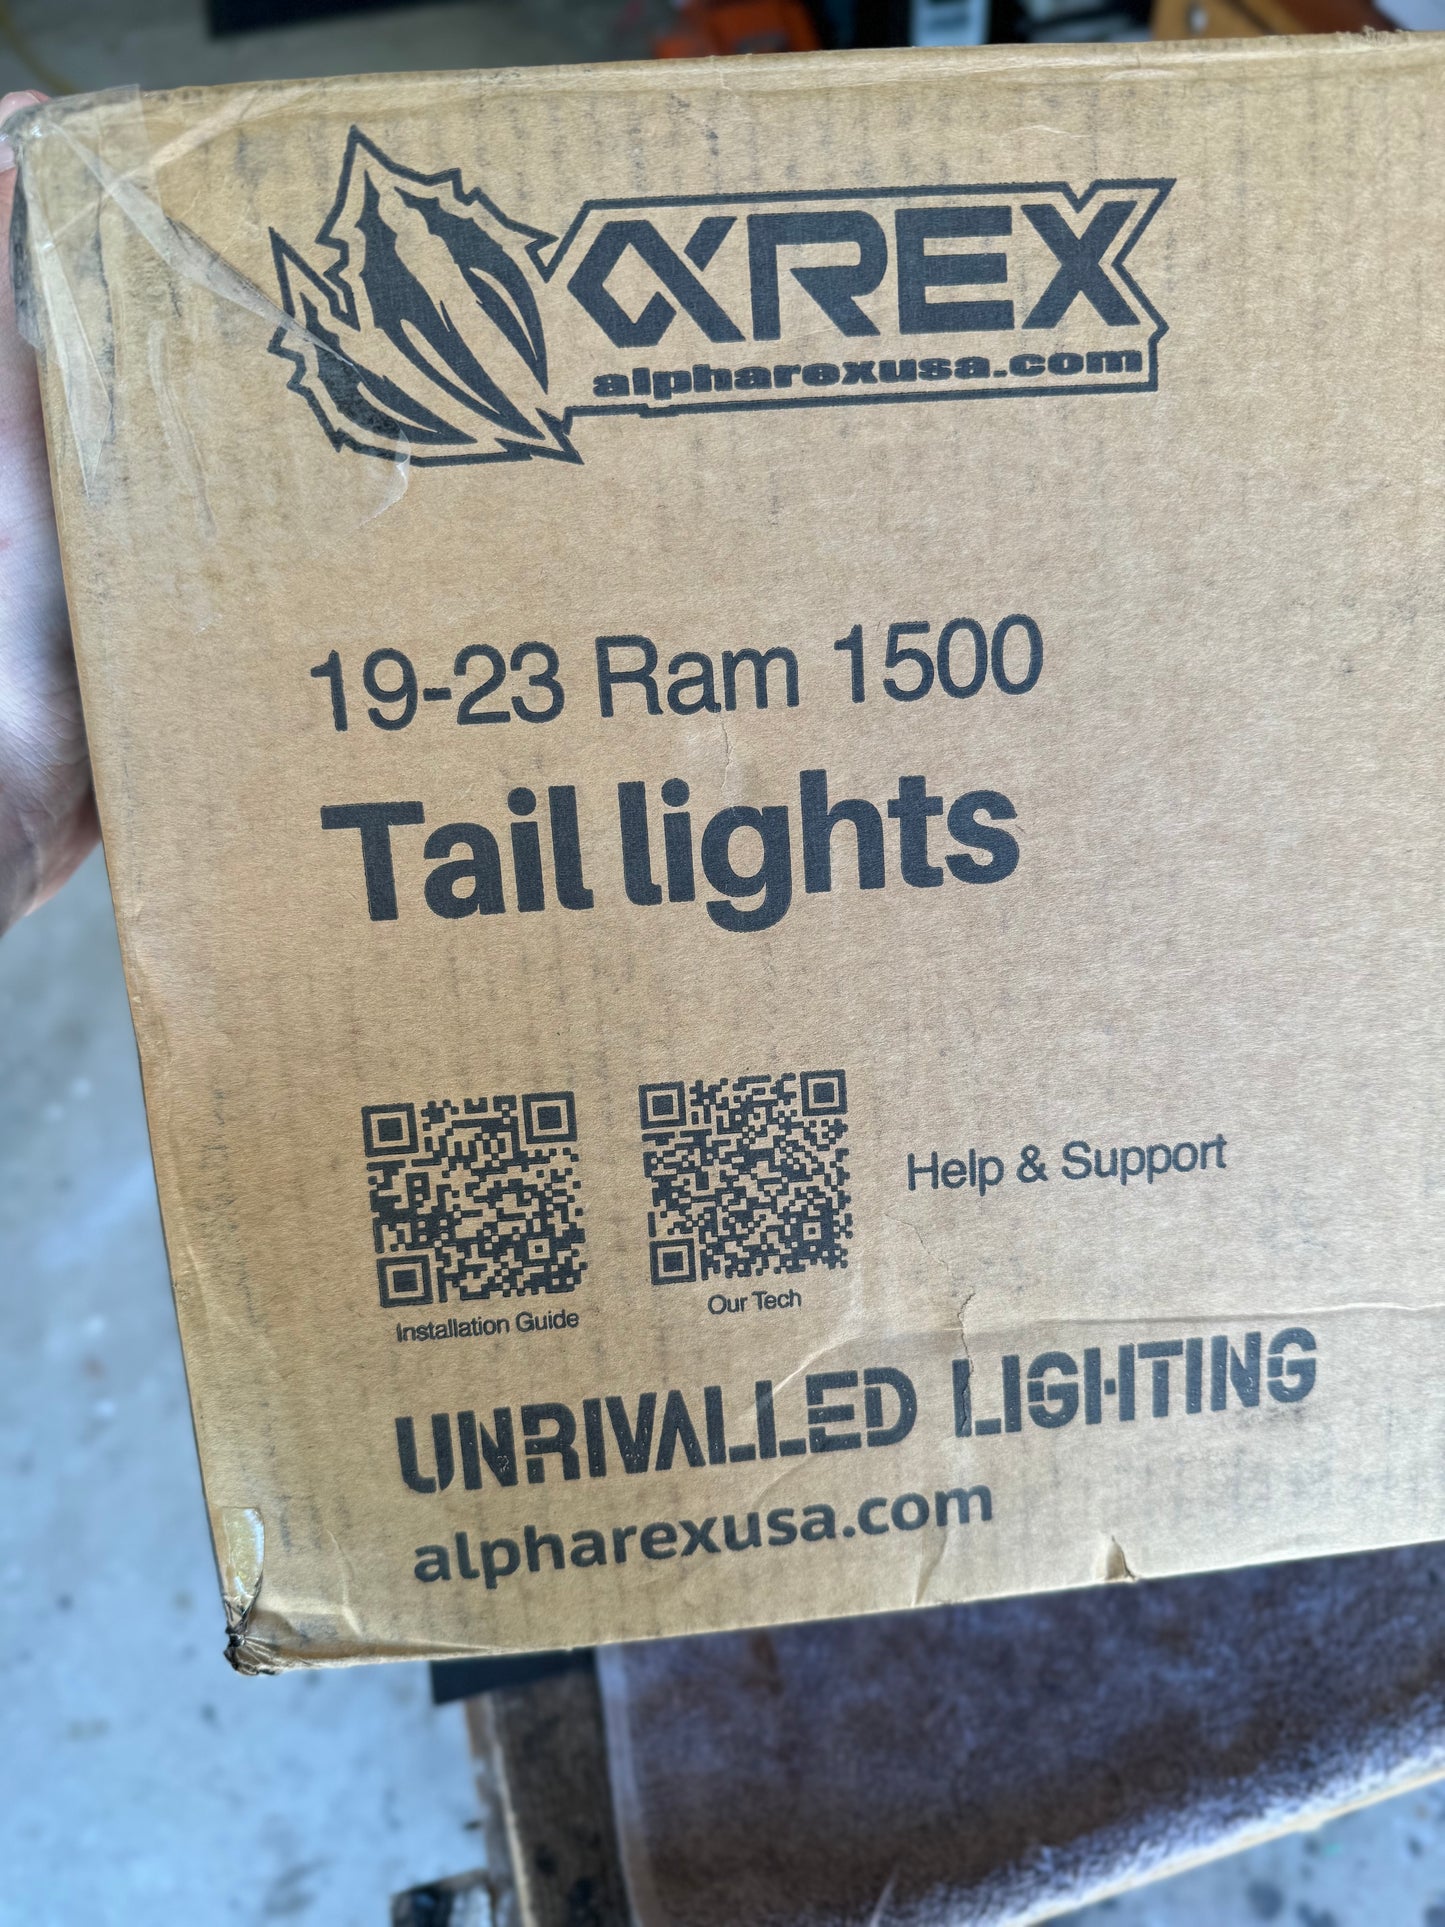 αREX
alpharexusa.com
19-23 Ram 1500
Tail lights
Help & Support
Installation Guide
Our Tech
UNRIVALLED LIGHTING
alpharexusa.com